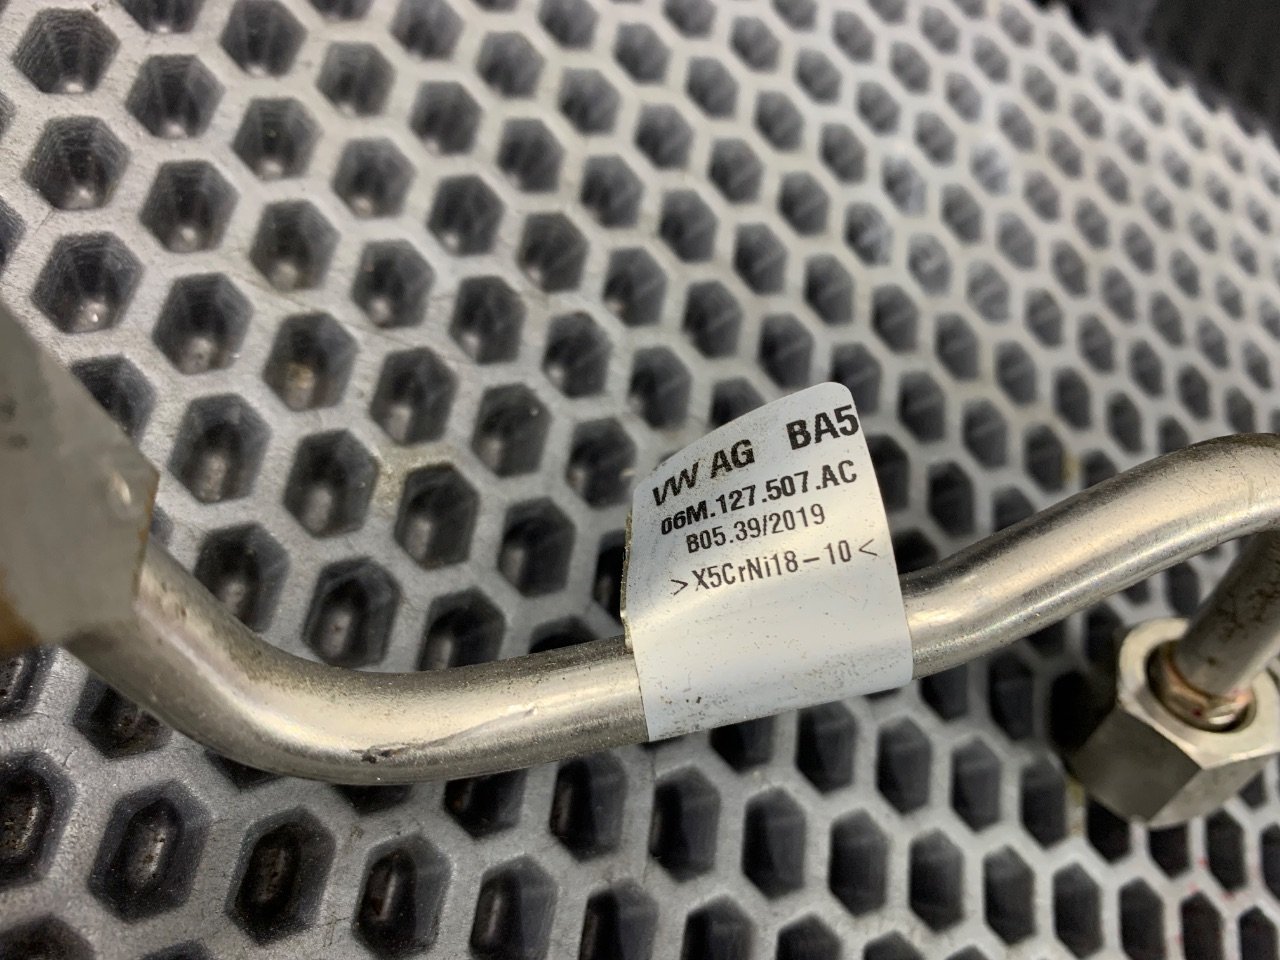 VW AG BA5
06M.127.507.AC
B05.39/2019
>X5CrNi18-10<